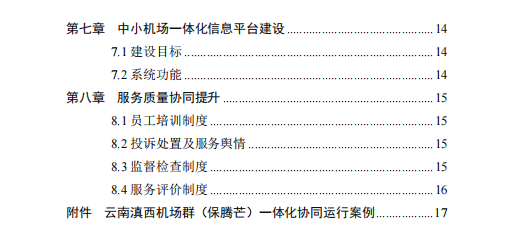 第七章 中小机场一体化信息平台建设 14
7.1 建设目标 14
7.2 系统功能 14
第八章 服务质量协同提升 15
8.1 员工培训制度 15
8.2 投诉处置及服务舆情 15
8.3 监督检查制度 15
8.4 服务评价制度 16
附件 云南滇西机场群（保腾芒）一体化协同运行案例 17